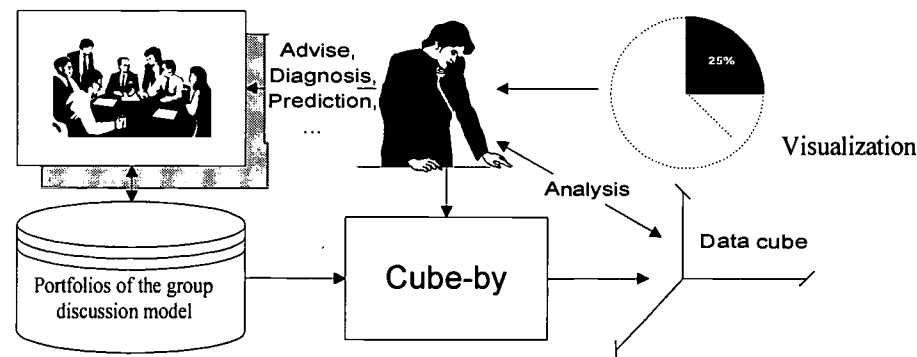 Advise,
Diagnosis,
Prediction,
...
25%
Visualization
Analysis
Data cube
Portfolios of the group
discussion model
Cube-by